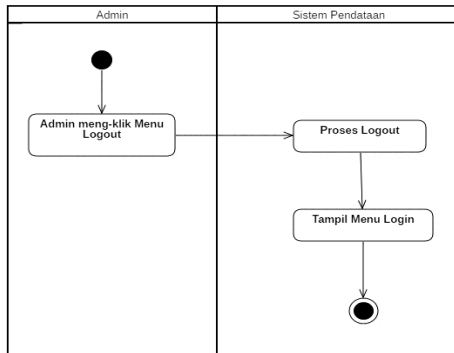 Admin
Sistem Pendataan
Admin meng-klik Menu
Logout
Proses Logout
Tampil Menu Login